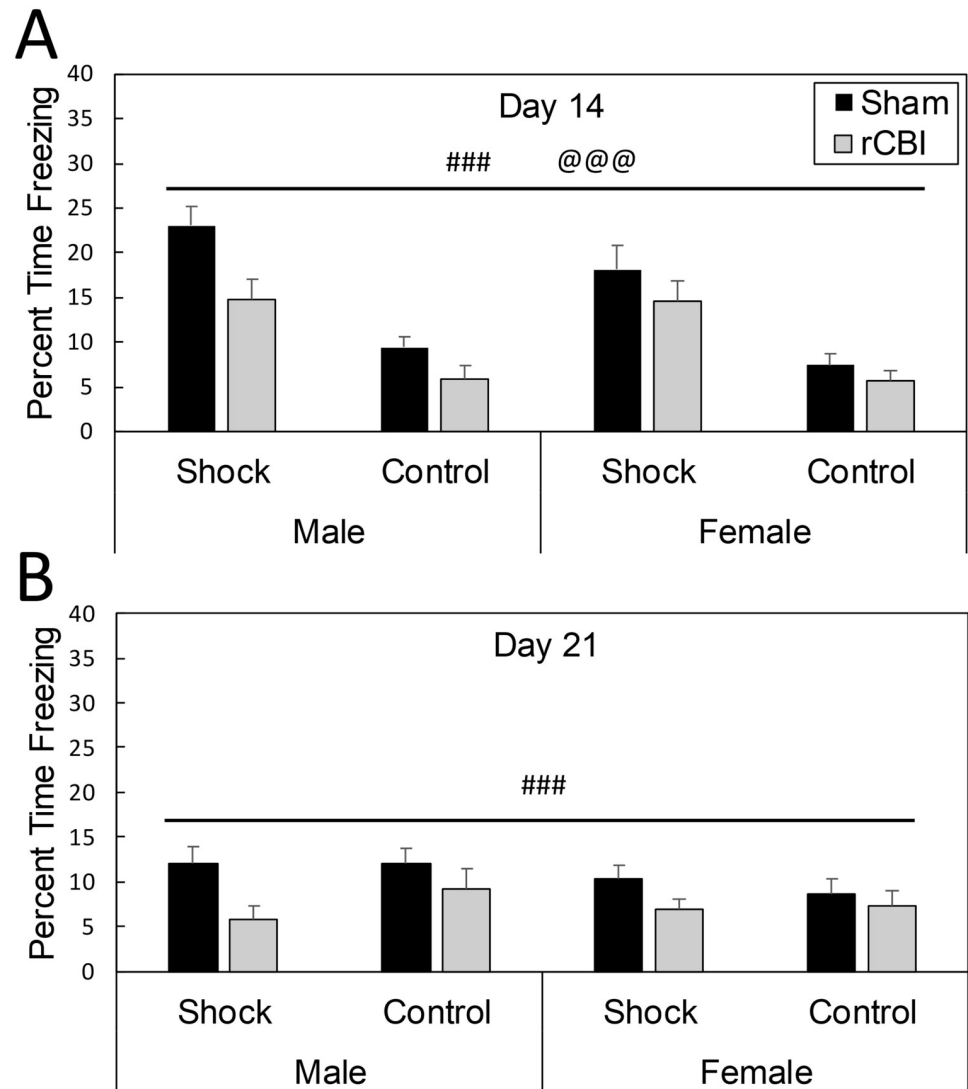 A
Percent Time Freezing
40
35
30
25
20
15
10
5
0
Day 14
Sham
rCBI
### @@@
Shock Control Shock Control
Male Female
B
Percent Time Freezing
40
35
30
25
20
15
10
5
0
Day 21
###
Shock Control Shock Control
Male Female